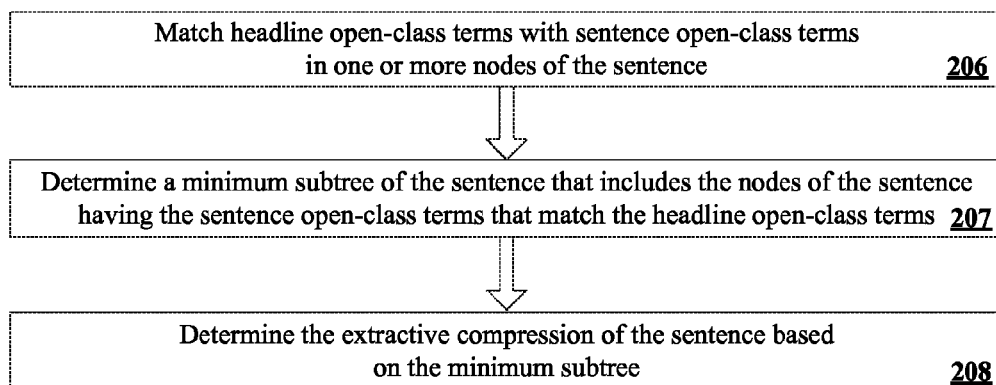 Match headline open-class terms with sentence open-class terms
in one or more nodes of the sentence 206
Determine a minimum subtree of the sentence that includes the nodes of the sentence
having the sentence open-class terms that match the headline open-class terms 207
Determine the extractive compression of the sentence based
on the minimum subtree
208